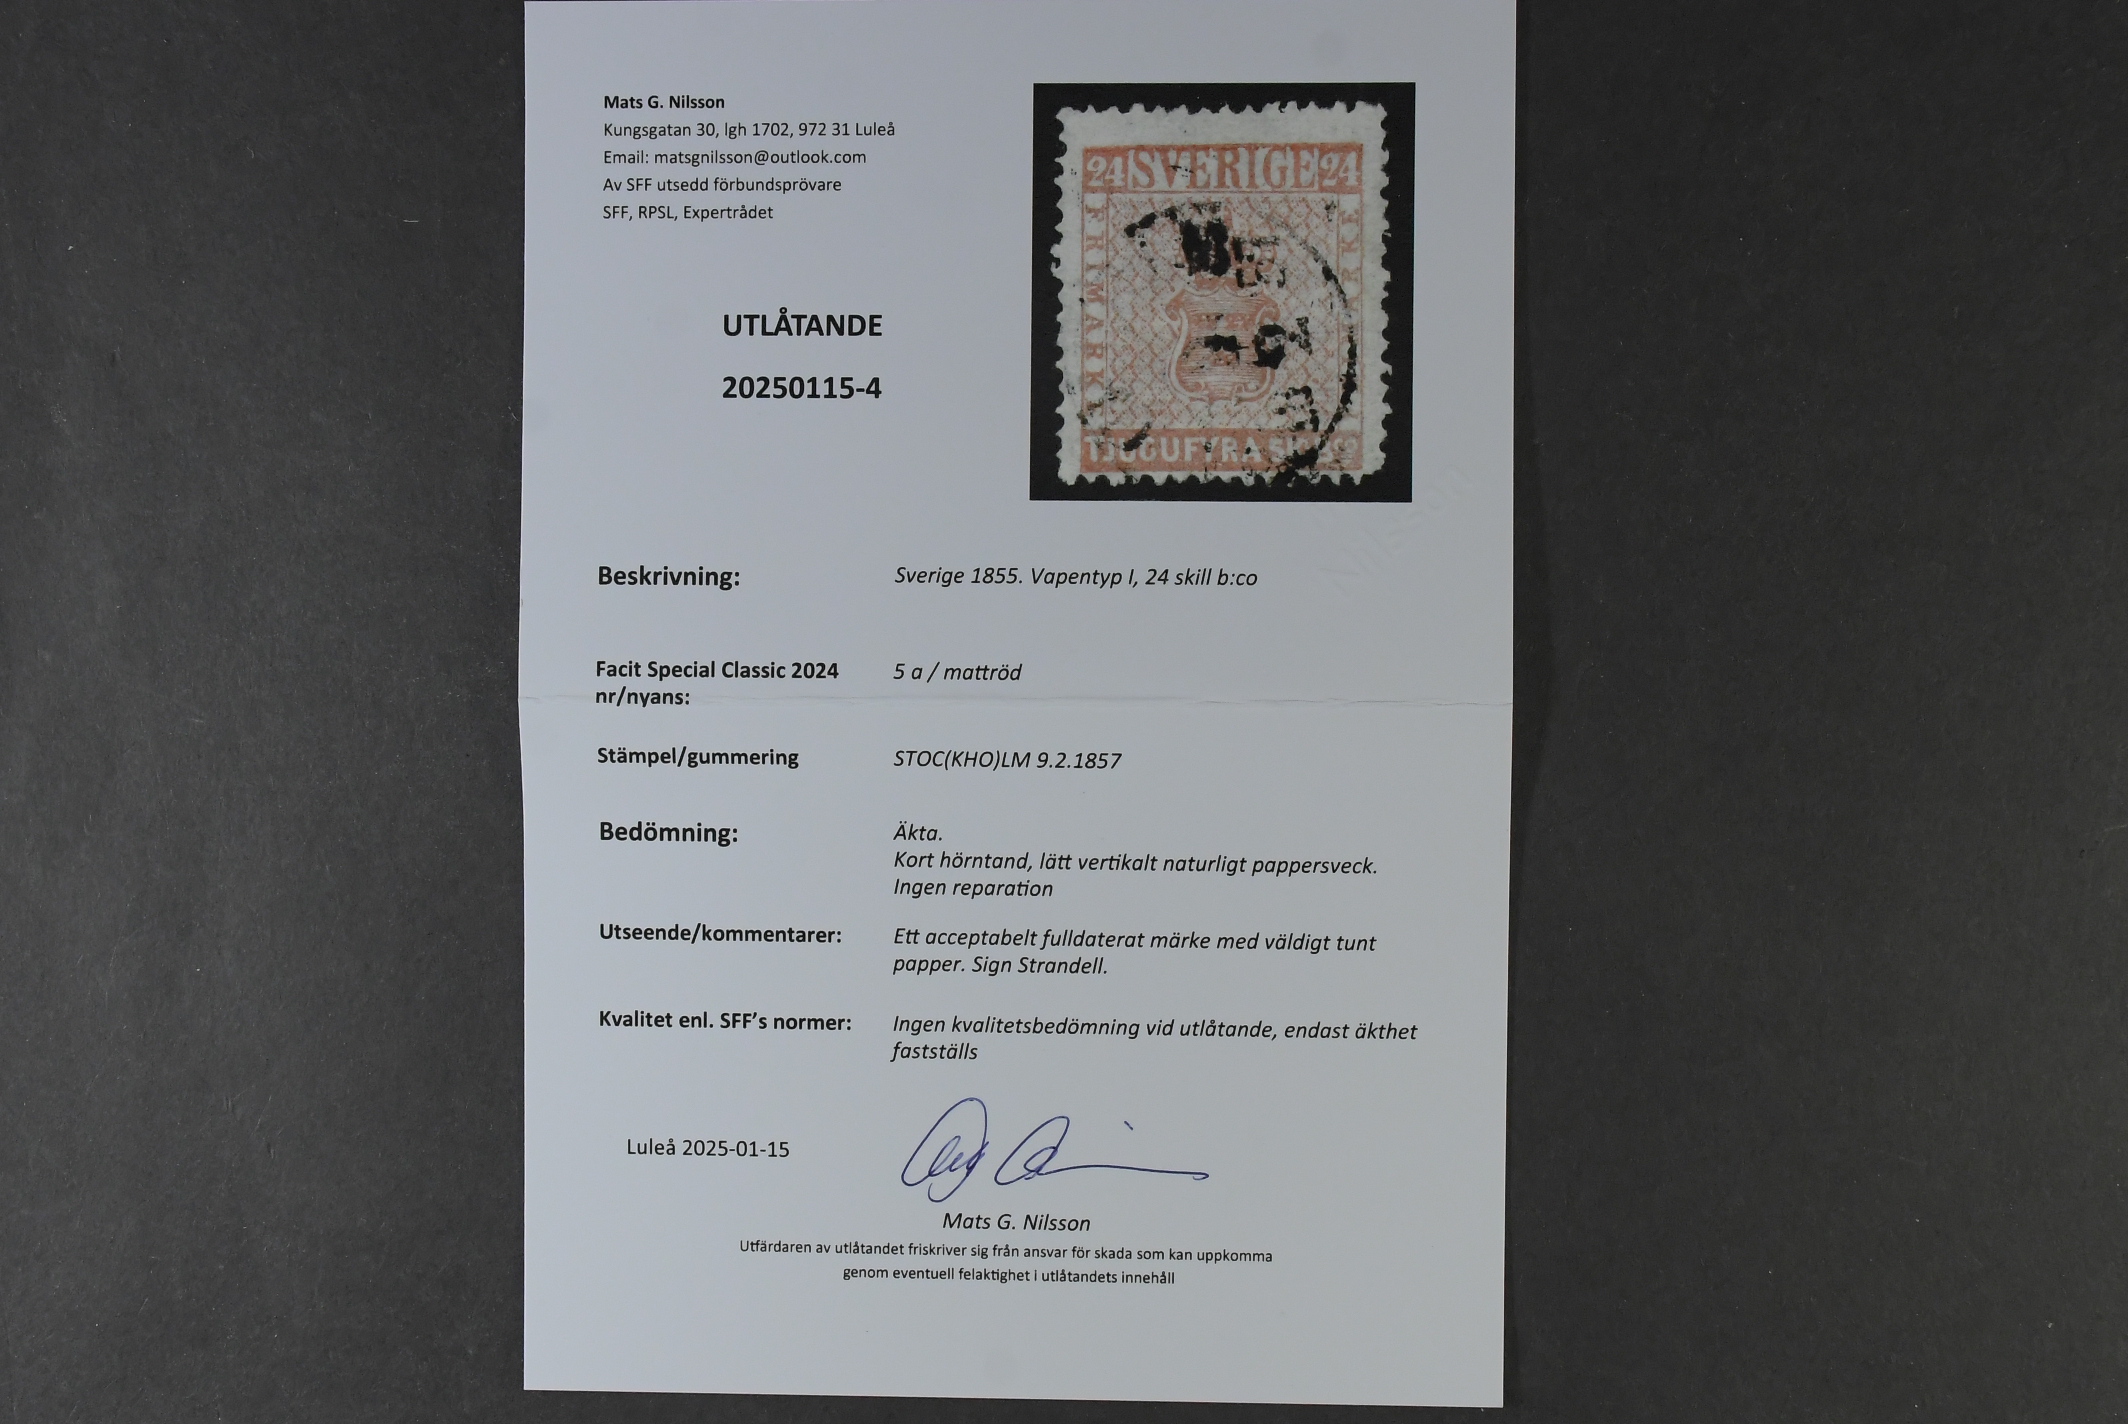 Mats G. Nilsson
Kungsgatan 30, lgh 1702, 972 31 Luleå
Email: matsgnilsson@outlook.com
Av SFF utsedd förbundsprövare
SFF, RPSL, Expertrådet
24 SVERIGE 24
FRIMÄRKE
TJUGUFYRA
UTLÅTANDE
20250115-4
Nilsson
Beskrivning: Sverige 1855. Vapentyp I, 24 skill b:co
Facit Special Classic 2024 5 a / mattröd
nr/nyans:
Stämpel/gummering STOC(KHO)LM 9.2.1857
Bedömning: Äkta.
Kort hörntand, lätt vertikalt naturligt pappersveck.
Ingen reparation
Utseende/kommentarer: Ett acceptabelt fulldaterat märke med väldigt tunt
papper. Sign Strandell.
Kvalitet enl. SFF's normer: Ingen kvalitetsbedömning vid utlåtande, endast äkthet
fastställs
Luleå 2025-01-15
Mats G. Nilsson
Utfärdaren av utlåtandet friskriver sig från ansvar för skada som kan uppkomma
genom eventuell felaktighet i utlåtandets innehåll